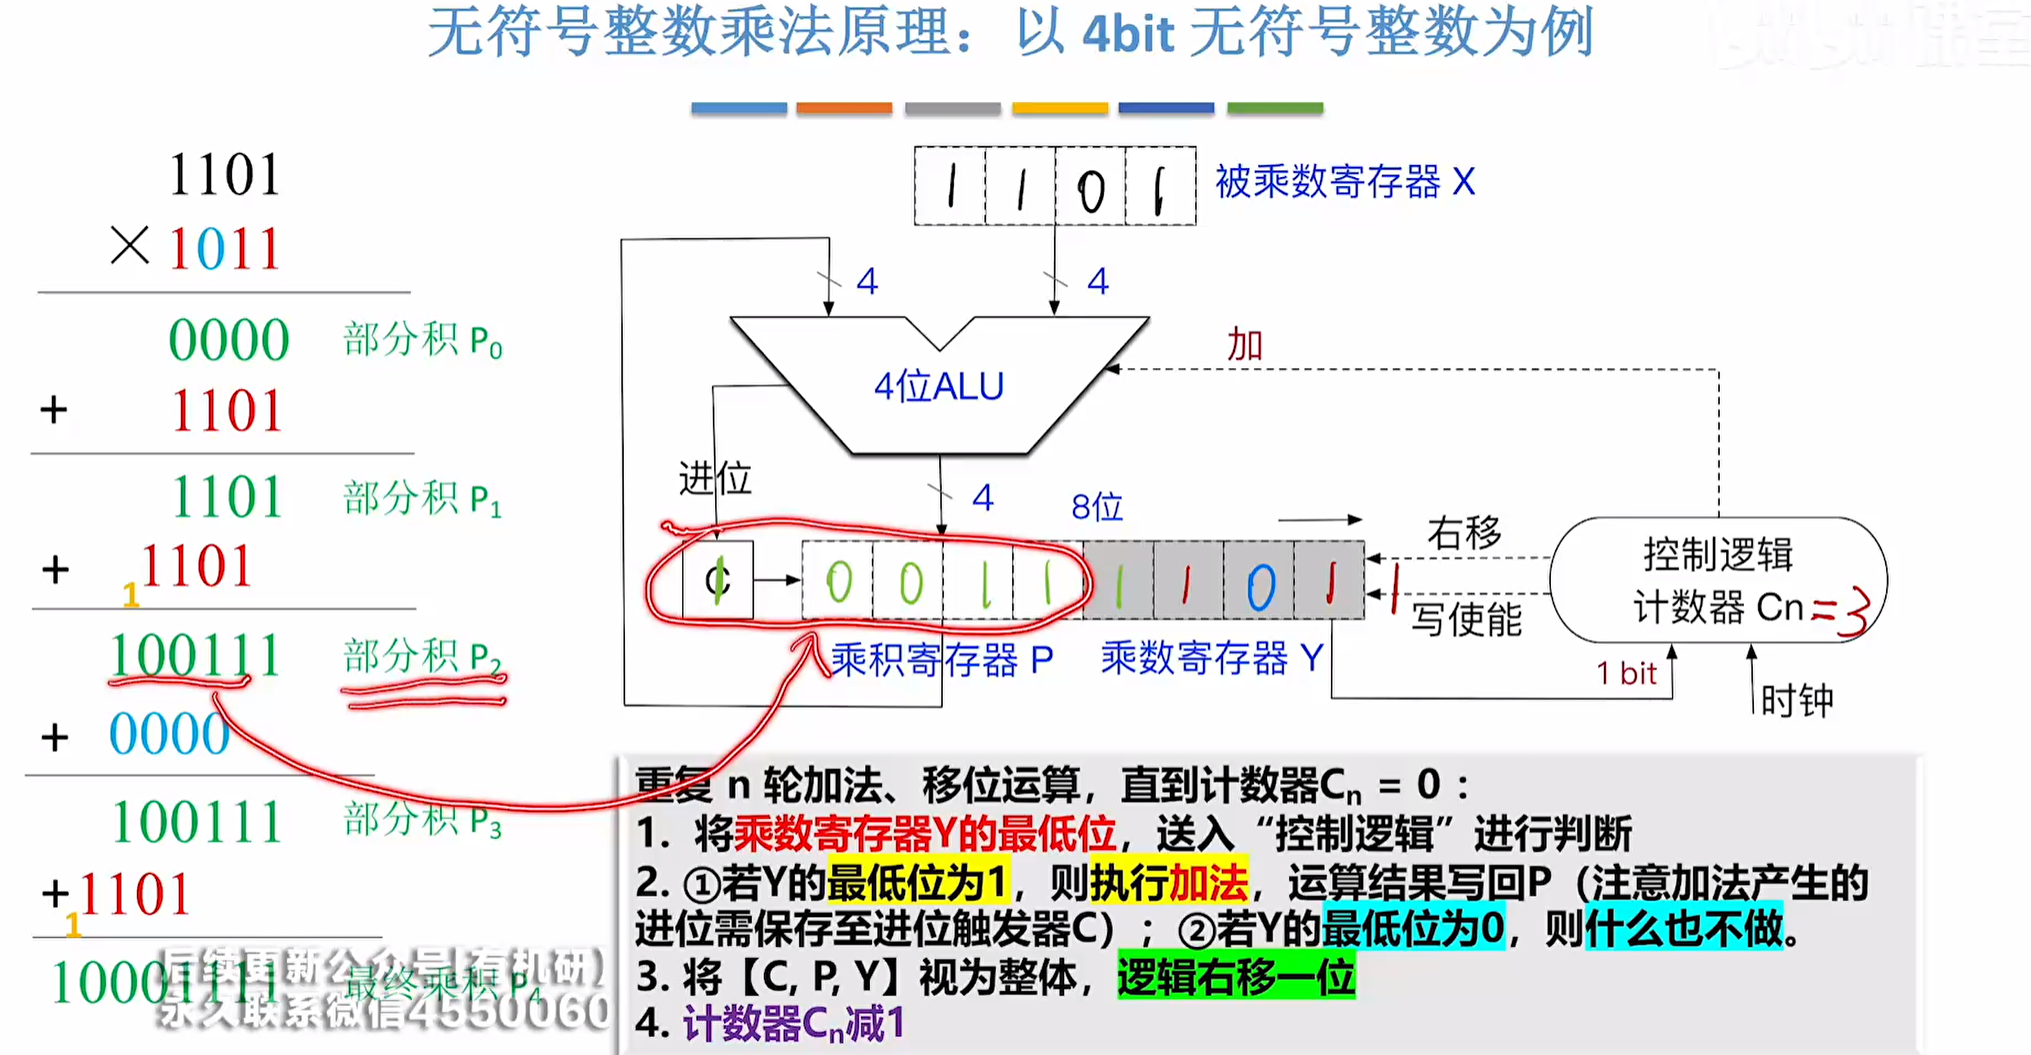 无符号整数乘法原理：以 4bit 无符号整数为例
1101
×1011
0000 部分积 P₀
+ 1101
1101 部分积 P₁
+ 1101
1
100111 部分积 P₂
+ 0000
100111 部分积 P₃
+1101
1
10001111 最终乘积 P₄
后续更新公众号[有机研]
永久联系微信4550060
1 1 0 1 被乘数寄存器 X
4 4
加
4位ALU
进位
4
8位
右移
C 1 0 0 1 1 1 1 0 1 1
写使能
控制逻辑
计数器 Cn =3
乘积寄存器 P 乘数寄存器 Y
1 bit
时钟
重复 n 轮加法、移位运算，直到计数器Cₙ = 0：
1. 将乘数寄存器Y的最低位，送入“控制逻辑”进行判断
2. ①若Y的最低位为1，则执行加法，运算结果写回P（注意加法产生的
进位需保存至进位触发器C）；②若Y的最低位为0，则什么也不做。
3. 将【C, P, Y】视为整体，逻辑右移一位
4. 计数器Cₙ减1